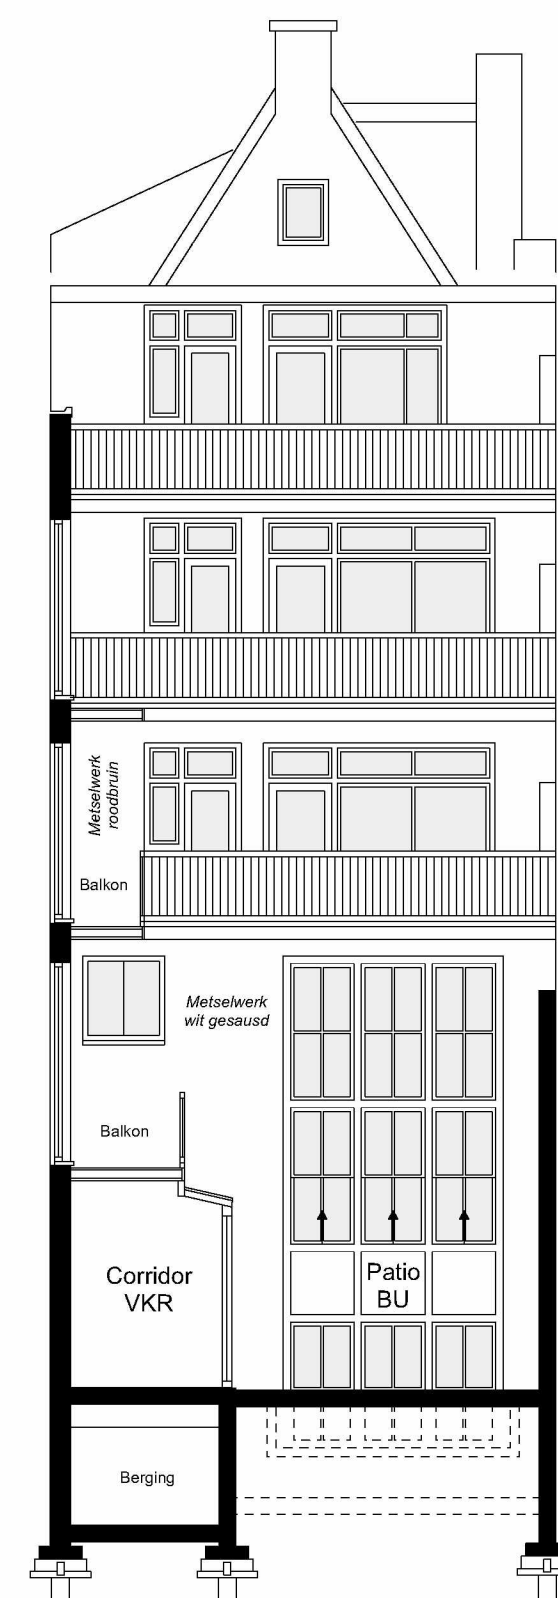 Metselwerk
roodbruin
Balkon
Metselwerk
wit gesausd
Balkon
Corridor
VKR
Patio
BU
Berging